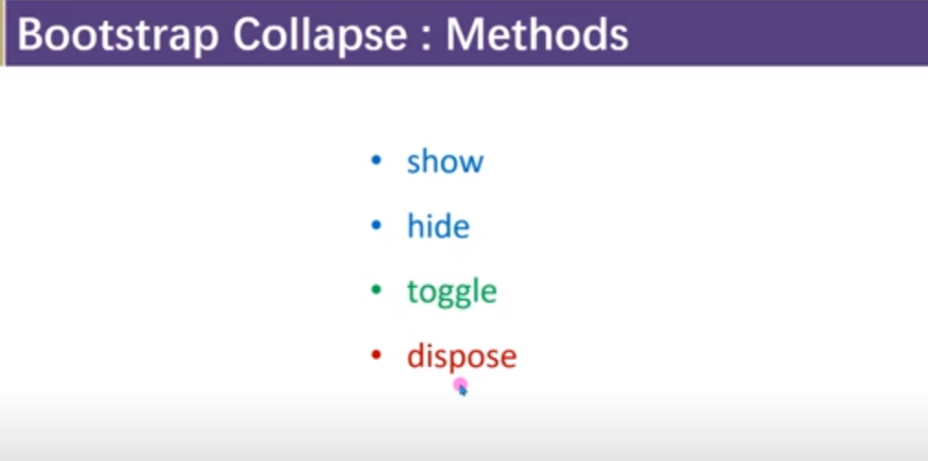 Bootstrap Collapse : Methods
• show
• hide
• toggle
• dispose